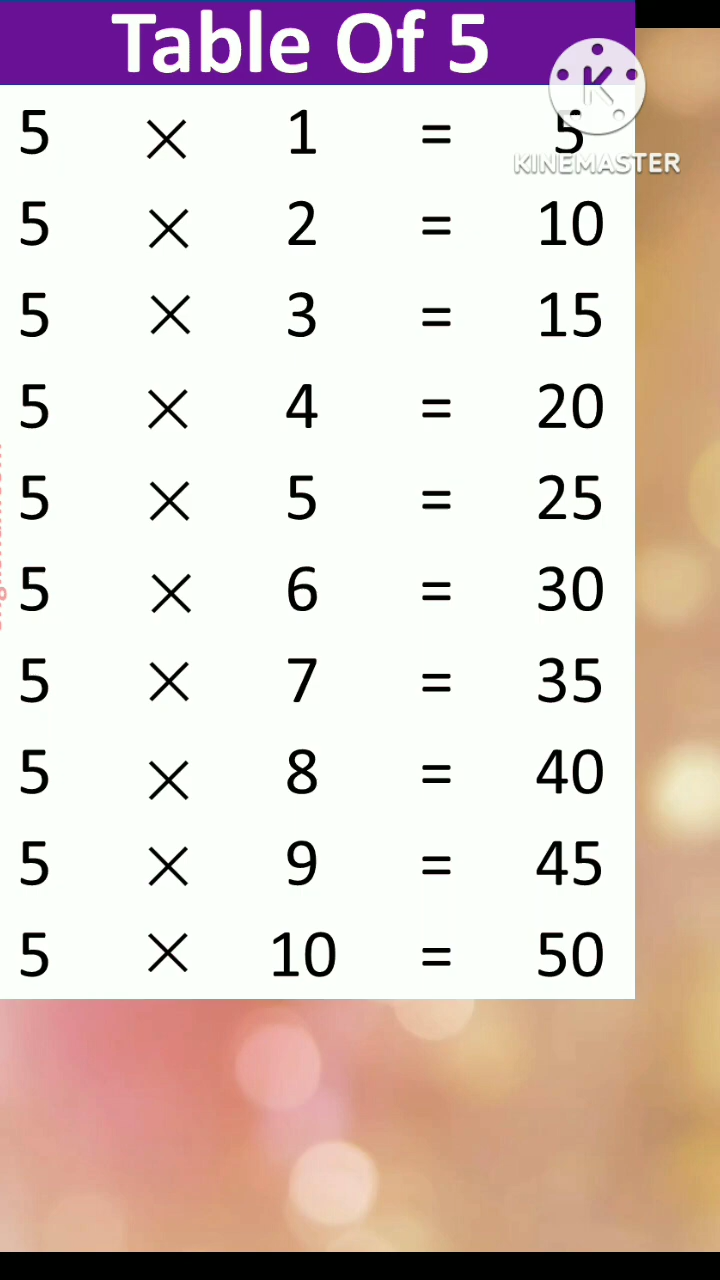 Table Of 5
K
5 × 1 = 5
KINEMASTER
5 × 2 = 10
5 × 3 = 15
5 × 4 = 20
5 × 5 = 25
5 × 6 = 30
5 × 7 = 35
5 × 8 = 40
5 × 9 = 45
5 × 10 = 50